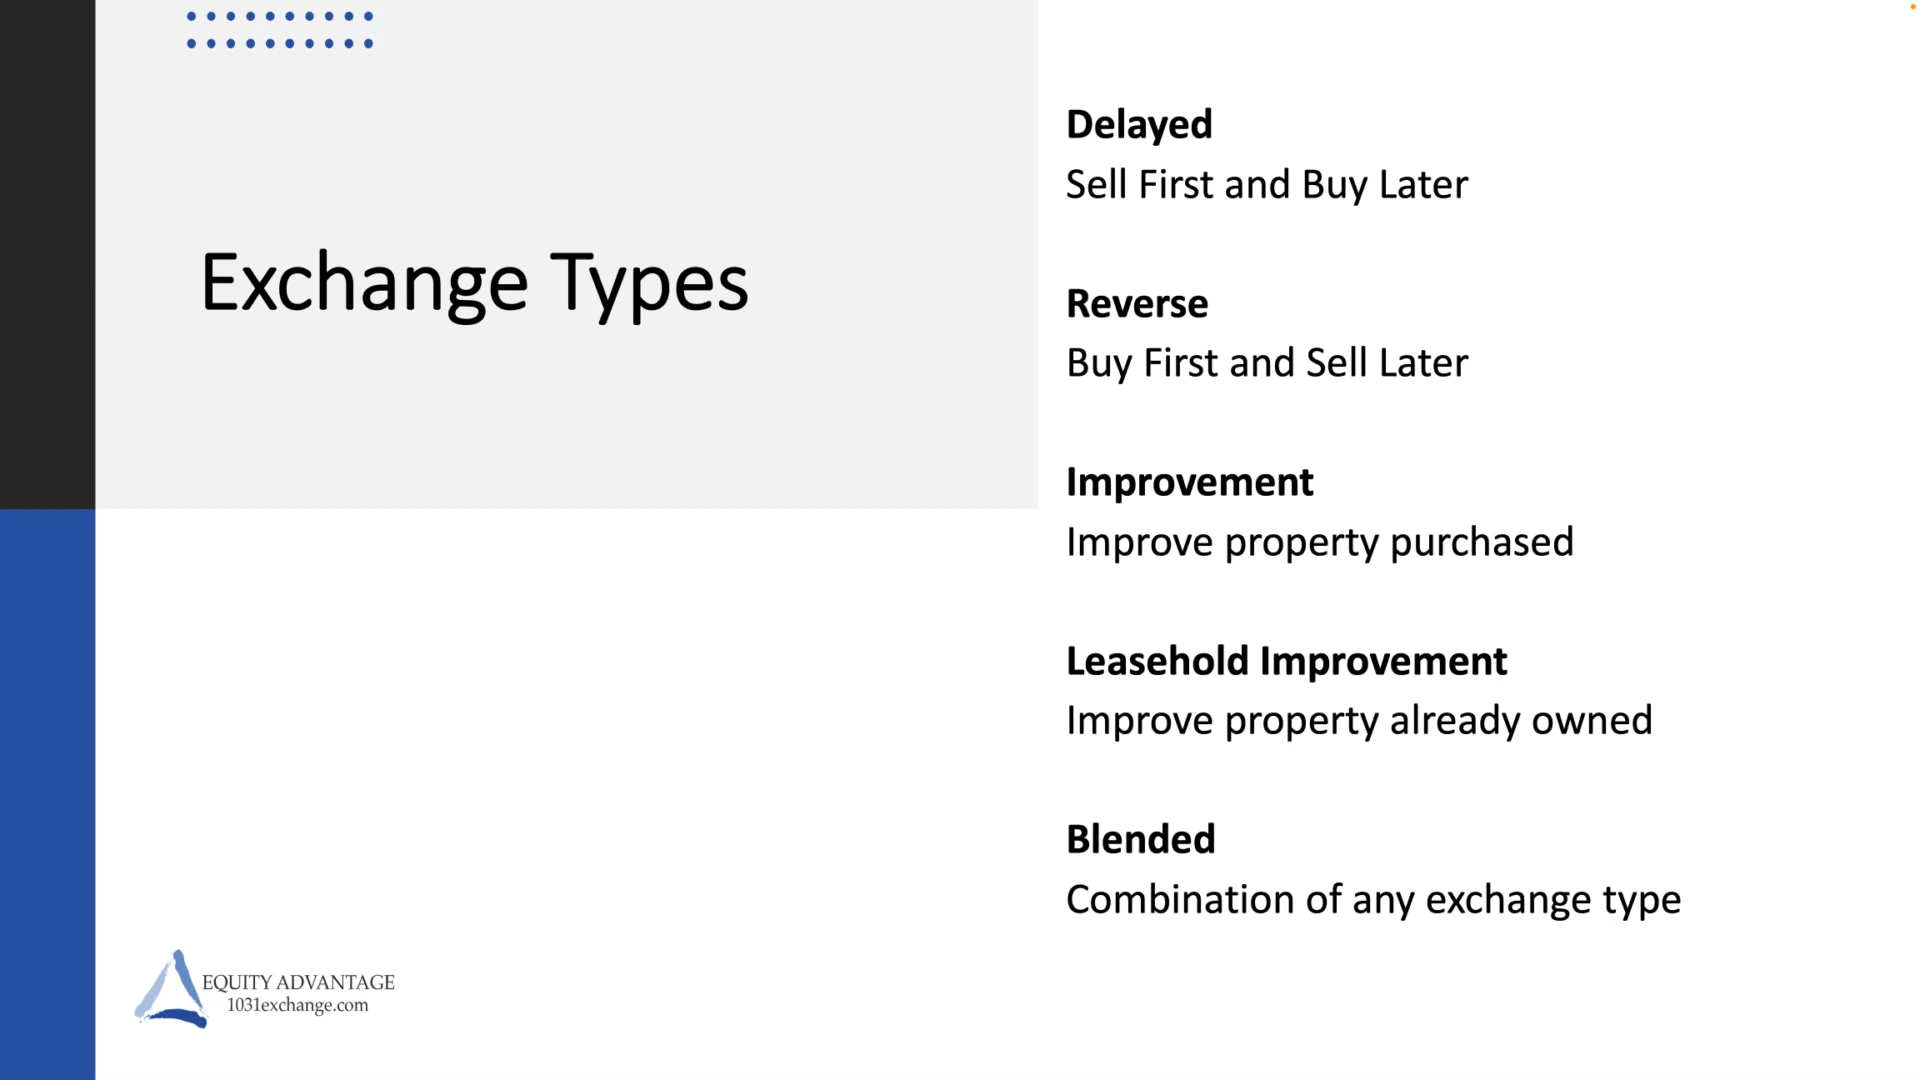 Exchange Types
Delayed
Sell First and Buy Later
Reverse
Buy First and Sell Later
Improvement
Improve property purchased
Leasehold Improvement
Improve property already owned
Blended
Combination of any exchange type
EQUITY ADVANTAGE
1031exchange.com